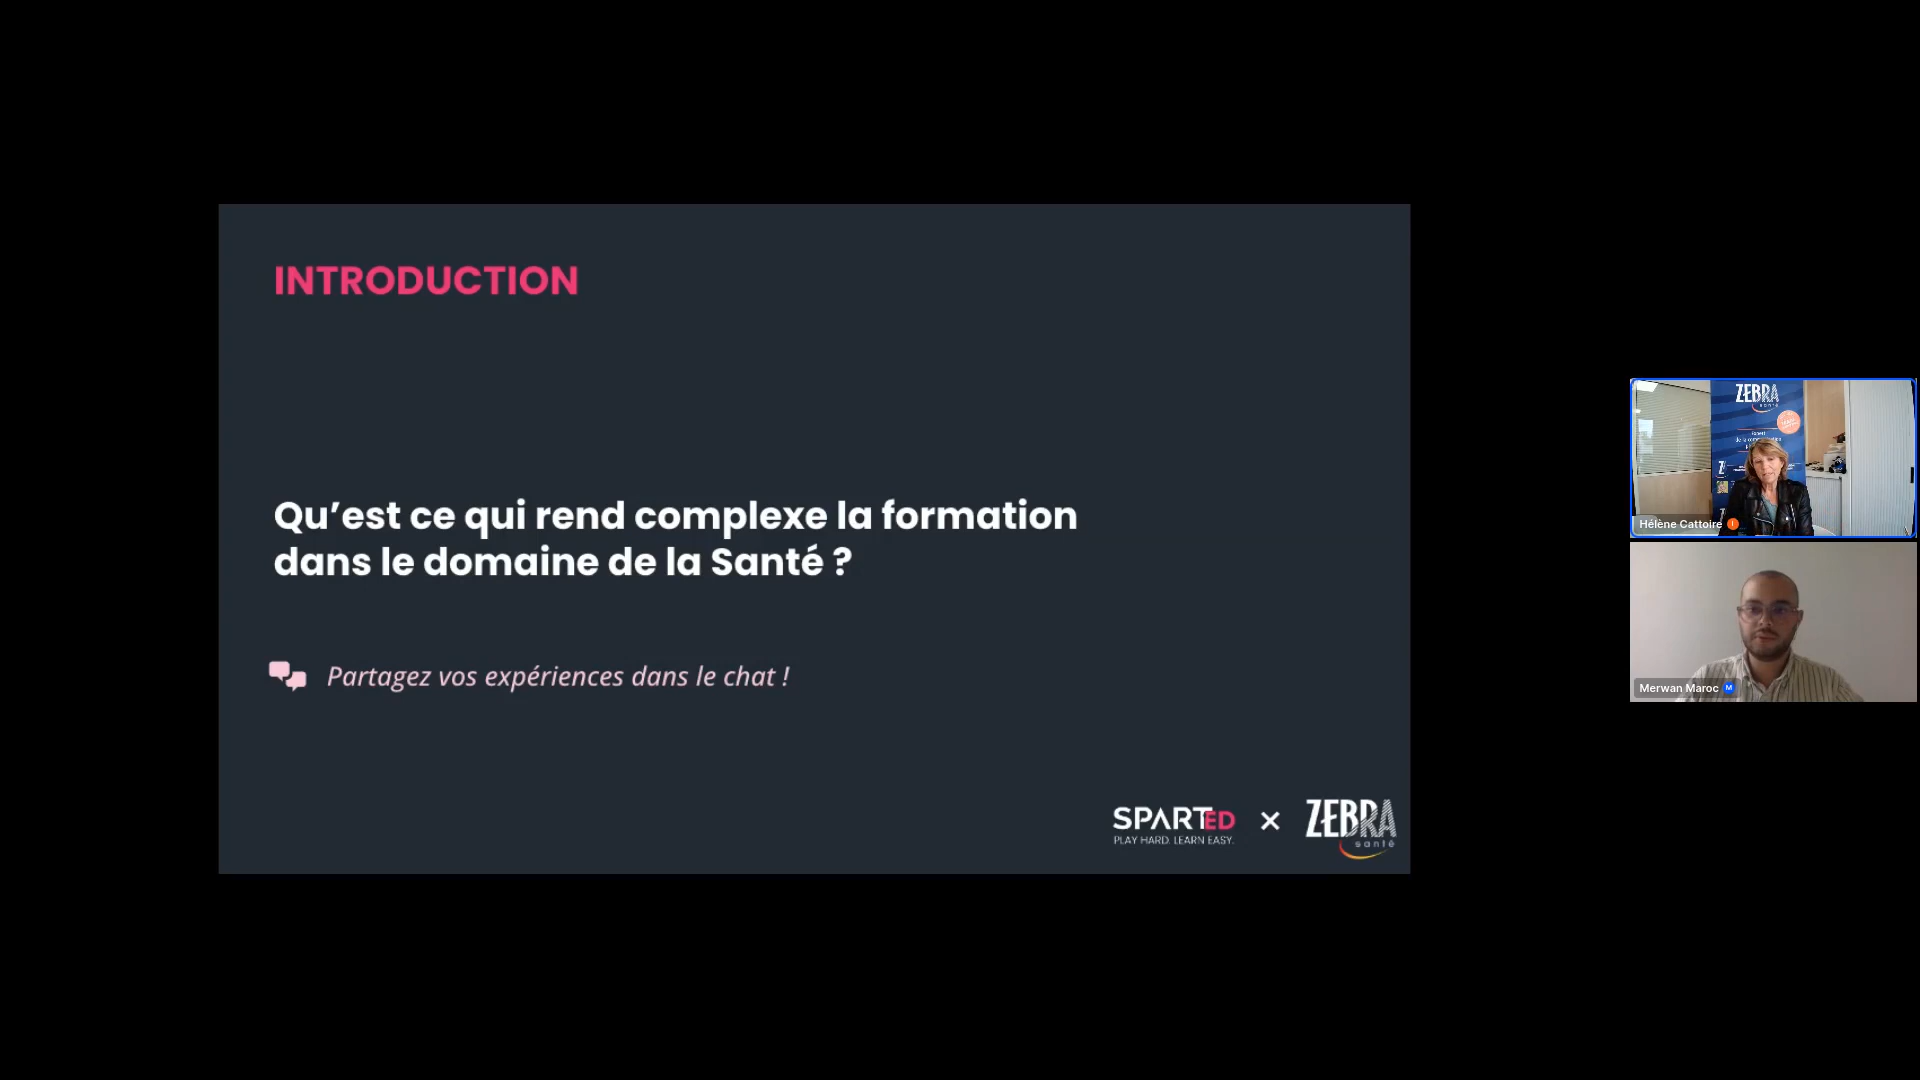 INTRODUCTION
Qu’est ce qui rend complexe la formation
dans le domaine de la Santé ?
Partagez vos expériences dans le chat !
SPARTED
PLAY HARD. LEARN EASY.
×
ZEBRA
santé
ZEBRA
santé
Hélène Cattoire
Merwan Maroc
M